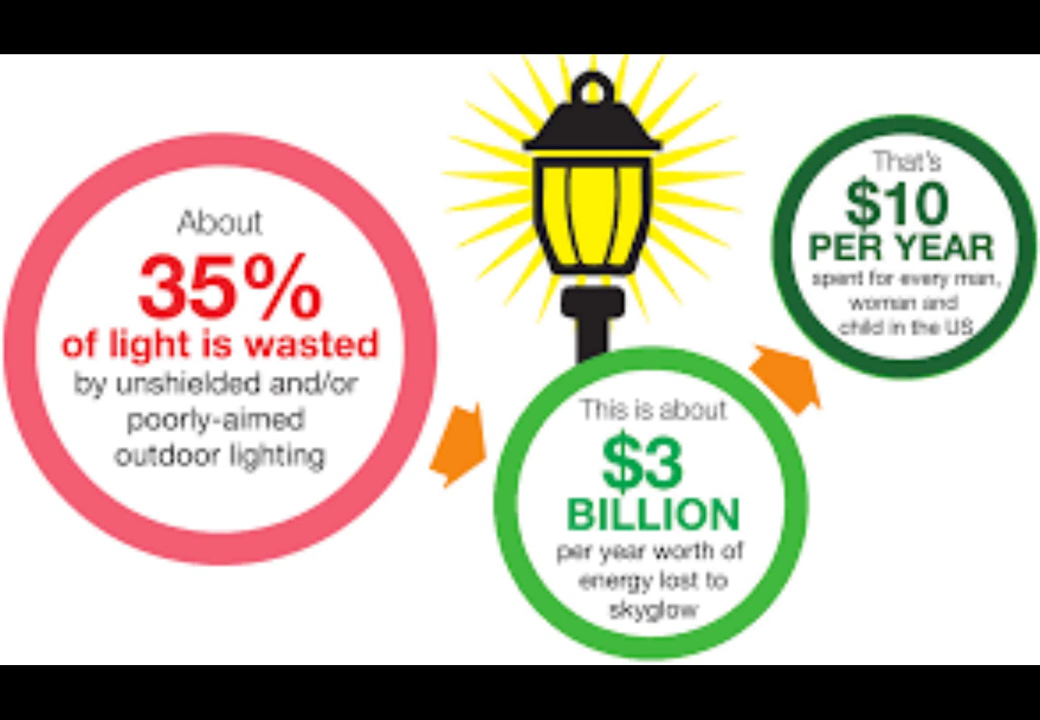 About
35%
of light is wasted
by unshielded and/or
poorly-aimed
outdoor lighting
This is about
$3
BILLION
per year worth of
energy lost to
skyglow
That's
$10
PER YEAR
spent for every man,
woman and
child in the US